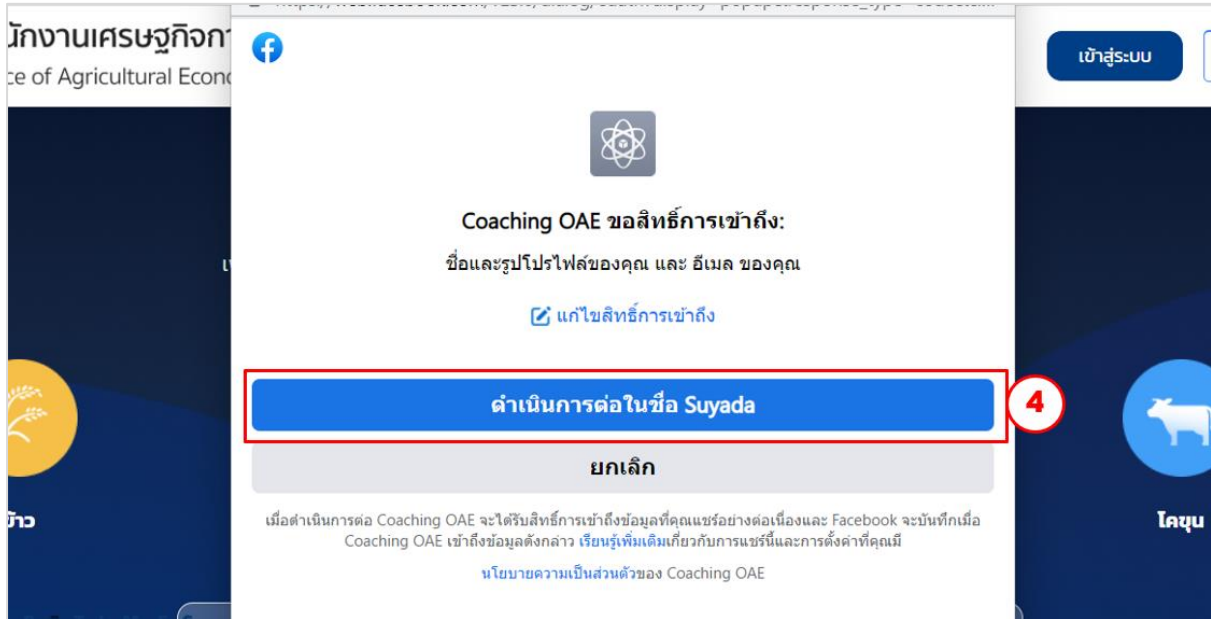 นักงานเศรษฐกิจกา
ce of Agricultural Econo
เข้าสู่ระบบ
Coaching OAE ขอสิทธิ์การเข้าถึง:
ชื่อและรูปโปรไฟล์ของคุณ และ อีเมล ของคุณ
แก้ไขสิทธิ์การเข้าถึง
ดำเนินการต่อในชื่อ Suyada
4
ยกเลิก
เมื่อดำเนินการต่อ Coaching OAE จะได้รับสิทธิ์การเข้าถึงข้อมูลที่คุณแชร์อย่างต่อเนื่องและ Facebook จะบันทึกเมื่อ
Coaching OAE เข้าถึงข้อมูลดังกล่าว เรียนรู้เพิ่มเติมเกี่ยวกับการแชร์นี้และการตั้งค่าที่คุณมี
นโยบายความเป็นส่วนตัวของ Coaching OAE
ข้าว
โคขุน